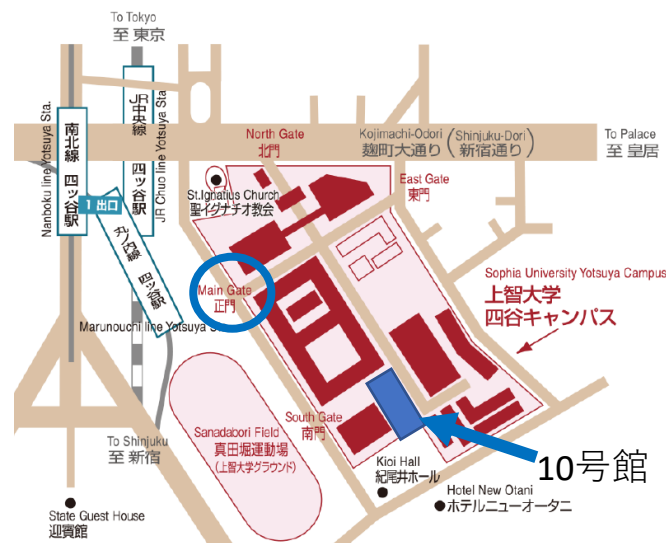 To Tokyo
至 東京
Nanboku line Yotsuya Sta.
南北線 四ッ谷駅
JR中央線 四ッ谷駅
JR Chuo line Yotsuya Sta.
1 出口
丸ノ内線 四ッ谷駅
Marunouchi line Yotsuya S
North Gate
北門
Kojimachi-Odori
麹町大通り
(Shinjuku-Dori
新宿通り)
To Palace
至 皇居
St.Ignatius Church
聖イグナチオ教会
East Gate
東門
Main Gate
正門
Sophia University Yotsuya Campus
上智大学
四谷キャンパス
South Gate
南門
Sanadabori Field
真田堀運動場
(上智大学グラウンド)
To Shinjuku
至 新宿
Kioi Hall
紀尾井ホール
10号館
Hotel New Otani
ホテルニューオータニ
State Guest House
迎賓館